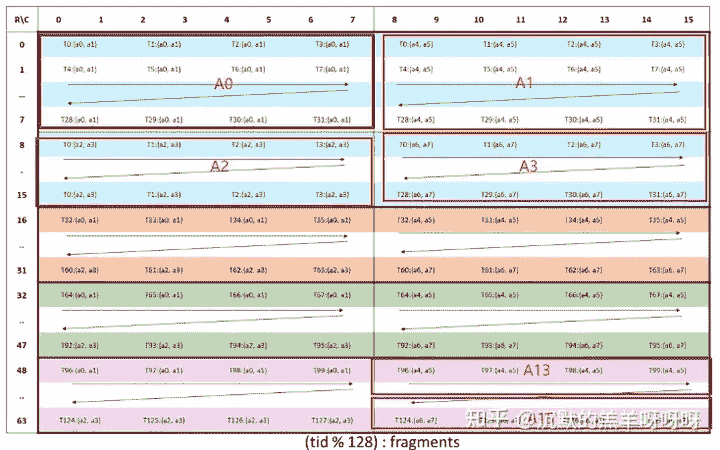 R\C 0 1 2 3 4 5 6 7 8 9 10 11 12 13 14 15
0 T0:{a0, a1} T1:{a0, a1} T2:{a0, a1} T3:{a0, a1} T0:{a4, a5} T1:{a4, a5} T2:{a4, a5} T3:{a4, a5}
1 T4:{a0, a1} T5:{a0, a1} T6:{a0, a1} T7:{a0, a1} T4:{a4, a5} T5:{a4, a5} T6:{a4, a5} T7:{a4, a5}
.. A0 A1
7 T28:{a0, a1} T29:{a0, a1} T30:{a0, a1} T31:{a0, a1} T28:{a4, a5} T29:{a4, a5} T30:{a4, a5} T31:{a4, a5}
8 T0:{a2, a3} T1:{a2, a3} T2:{a2, a3} T3:{a2, a3} T0:{a6, a7} T1:{a6, a7} T2:{a6, a7} T3:{a6, a7}
. A2 A3
15 T0:{a2, a3} T1:{a2, a3} T2:{a2, a3} T3:{a2, a3} T28:{a6, a7} T29:{a6, a7} T30:{a6, a7} T31:{a6, a7}
16 T32:{a0, a1} T33:{a0, a1} T34:{a0, a1} T35:{a0, a1} T32:{a4, a5} T33:{a4, a5} T34:{a4, a5} T35:{a4, a5}
..
31 T60:{a2, a3} T61:{a2, a3} T62:{a2, a3} T63:{a2, a3} T60:{a6, a7} T61:{a6, a7} T62:{a6, a7} T63:{a6, a7}
32 T64:{a0, a1} T65:{a0, a1} T66:{a0, a1} T67:{a0, a1} T64:{a4, a5} T65:{a4, a5} T66:{a4, a5} T67:{a4, a5}
..
47 T92:{a2, a3} T93:{a2, a3} T94:{a2, a3} T95:{a2, a3} T92:{a6, a7} T93:{a6, a7} T94:{a6, a7} T95:{a6, a7}
48 T96:{a0, a1} T97:{a0, a1} T98:{a0, a1} T99:{a0, a1} T96:{a4, a5} T97:{a4, a5} A13 T98:{a4, a5} T99:{a4, a5}
..
63 T124:{a2, a3} T125:{a2, a3} T126:{a2, a3} T127:{a2, a3} T124:{a6, a7}
知乎 @沉默的羔羊呀呀呀
(tid % 128) : fragments